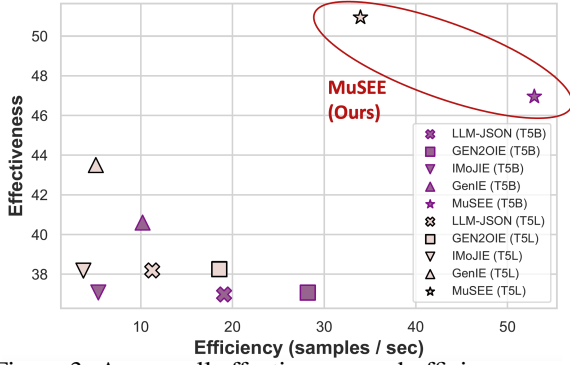 50
48
46
44
42
40
38
Effectiveness
MuSEE
(Ours)
LLM-JSON (T5B)
GEN2OIE (T5B)
IMoJIE (T5B)
GenIE (T5B)
MuSEE (T5B)
LLM-JSON (T5L)
GEN2OIE (T5L)
IMoJIE (T5L)
GenIE (T5L)
MuSEE (T5L)
10 20 30 40 50
Efficiency (samples / sec)